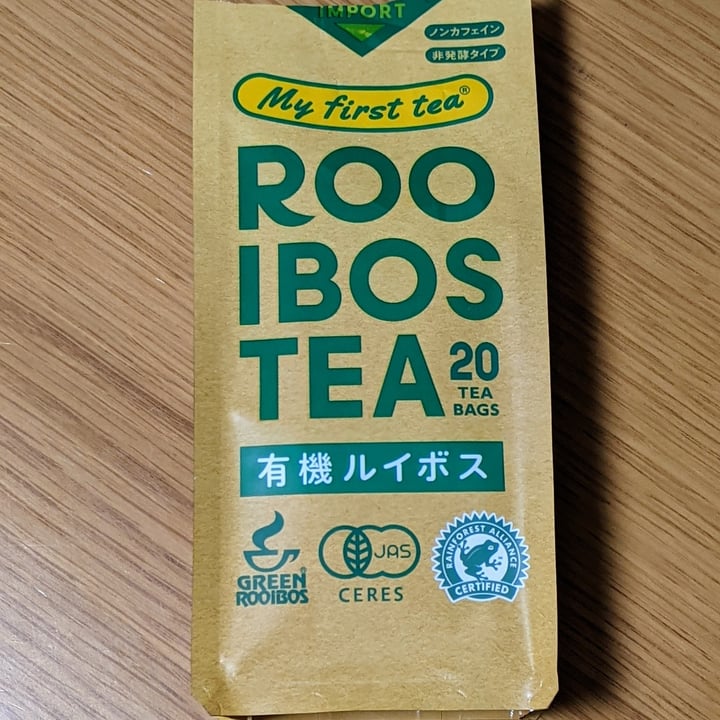 IMPORT
ノンカフェイン
非発酵タイプ
My first tea®
ROO
IBOS
TEA
20
TEA
BAGS
有機ルイボス
GREEN®
ROOIBOS
JAS
CERES
RAINFOREST ALLIANCE
CERTIFIED